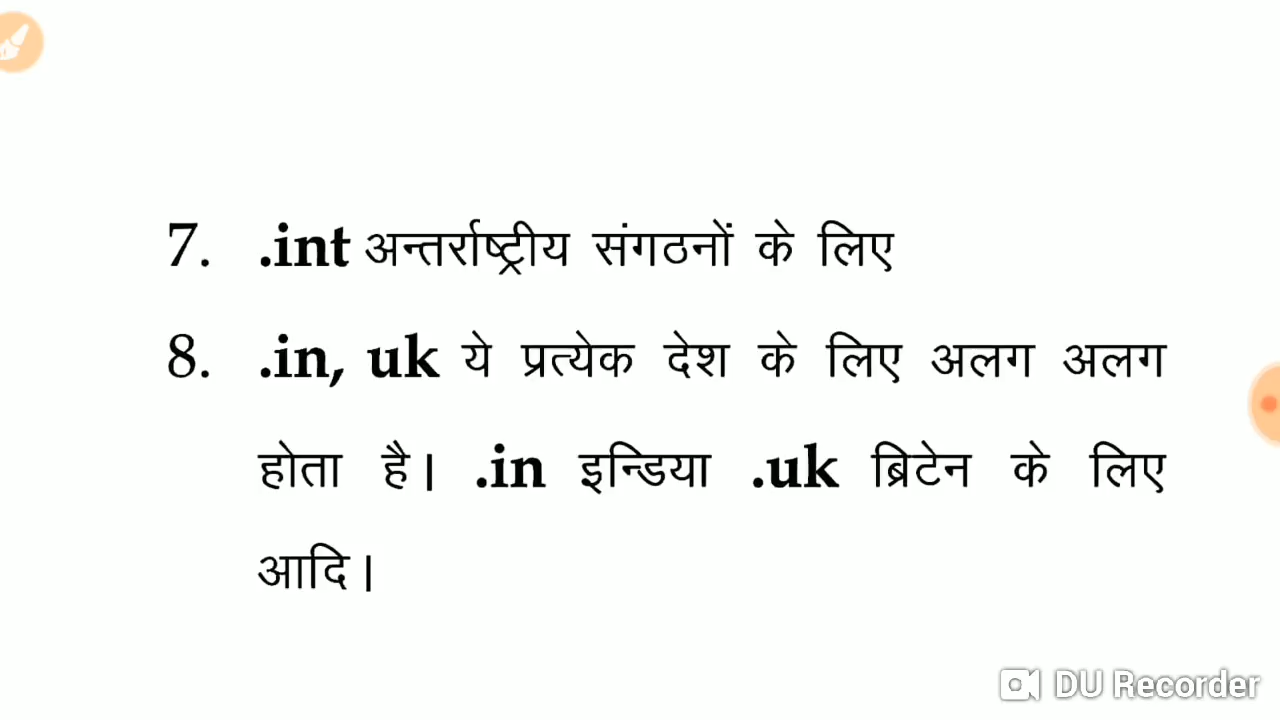 7. .int अन्तर्राष्ट्रीय संगठनों के लिए
8. .in, uk ये प्रत्येक देश के लिए अलग अलग
होता है। .in इन्डिया .uk ब्रिटेन के लिए
आदि।
DU Recorder